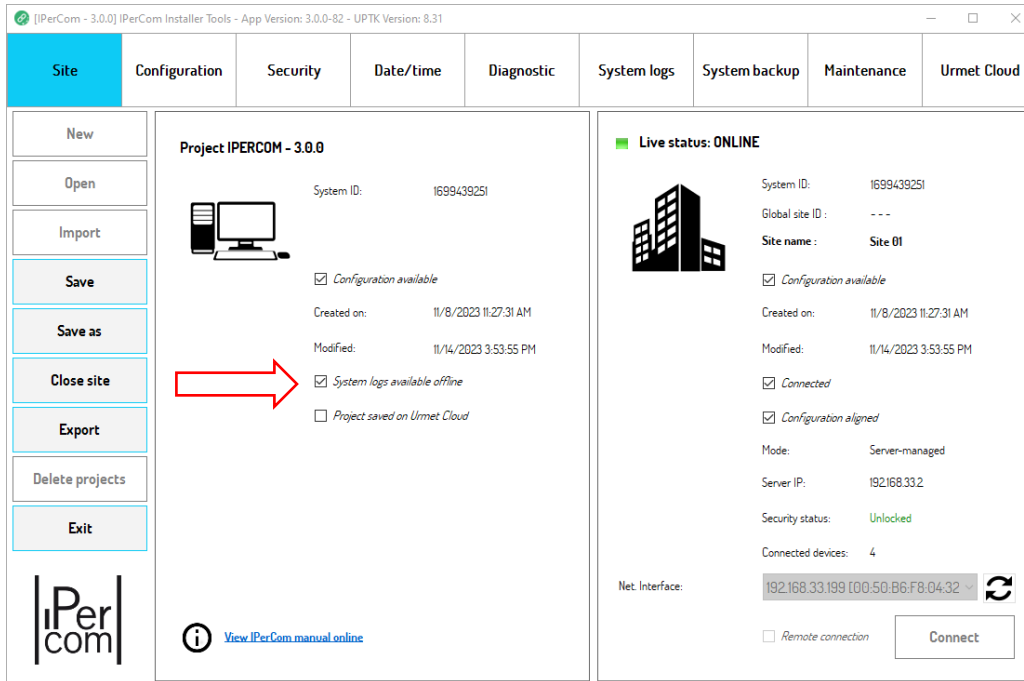 [IPerCom - 3.0.0] IPerCom Installer Tools - App Version: 3.0.0-82 - UPTK Version: 8.31
Site
Configuration
Security
Date/time
Diagnostic
System logs
System backup
Maintenance
Urmet Cloud
New
Open
Import
Save
Save as
Close site
Export
Delete projects
Exit
IPer
com
Project IPERCOM - 3.0.0
System ID: 1699439251
Configuration available
Created on: 11/8/2023 11:27:31 AM
Modified: 11/14/2023 3:53:55 PM
System logs available offline
Project saved on Urmet Cloud
View IPerCom manual online
Live status: ONLINE
System ID: 1699439251
Global site ID : - - -
Site name : Site 01
Configuration available
Created on: 11/8/2023 11:27:31 AM
Modified: 11/14/2023 3:53:55 PM
Connected
Configuration aligned
Mode: Server-managed
Server IP: 192.168.33.2
Security status: Unlocked
Connected devices: 4
Net. Interface: 192.168.33.199 [00:50:B6:F8:04:32
Remote connection
Connect